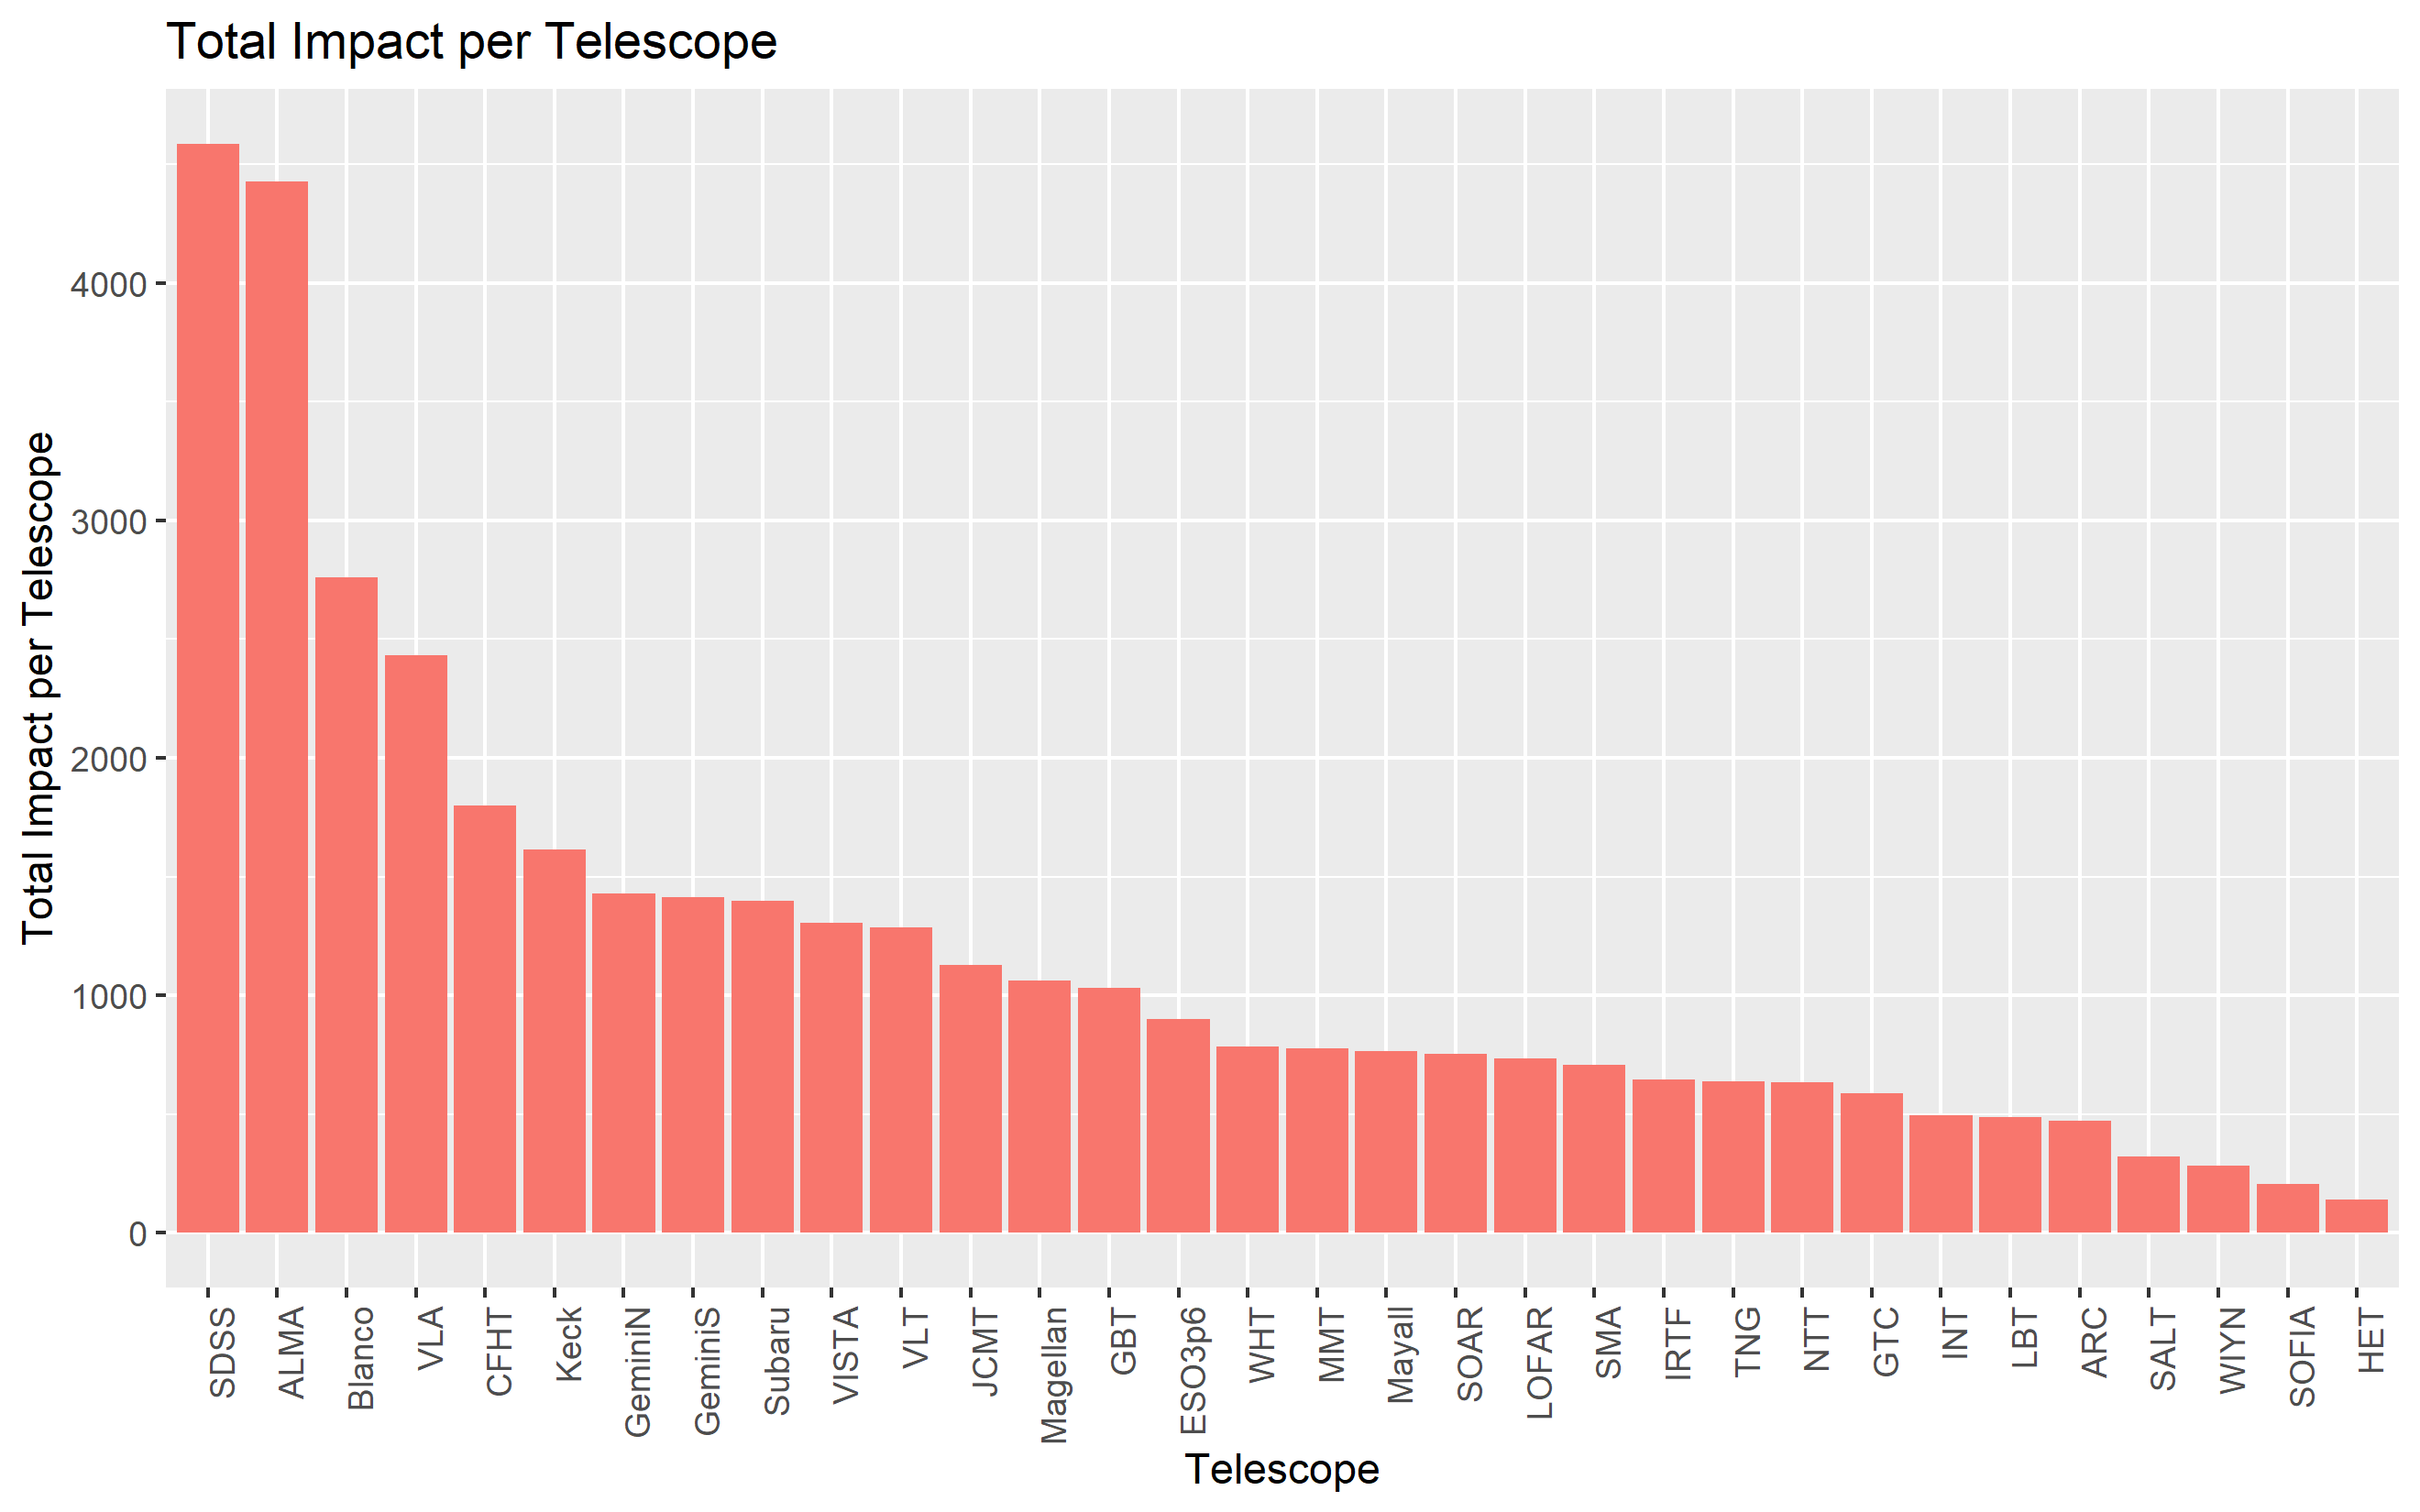 Total Impact per Telescope
Total Impact per Telescope
4000
3000
2000
1000
0
SDSS
ALMA
Blanco
VLA
CFHT
Keck
GeminiN
GeminiS
Subaru
VISTA
VLT
JCMT
Magellan
GBT
ESO3p6
WHT
MMT
Mayall
SOAR
LOFAR
SMA
IRTF
TNG
NTT
GTC
INT
LBT
ARC
SALT
WIYN
SOFIA
HET
Telescope